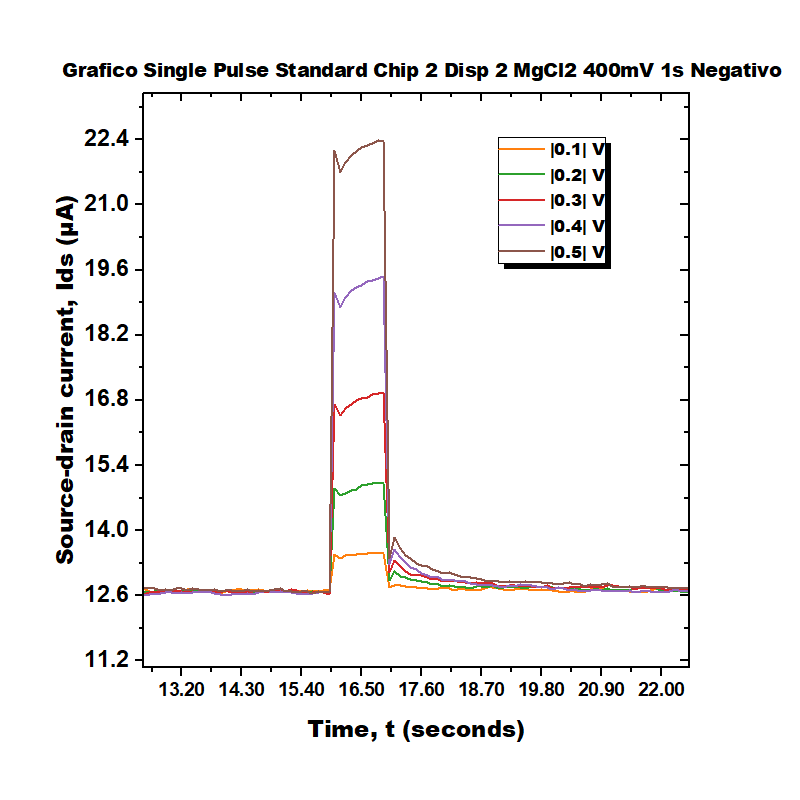 Grafico Single Pulse Standard Chip 2 Disp 2 MgCl2 400mV 1s Negativo
22.4
21.0
19.6
18.2
16.8
15.4
14.0
12.6
11.2
Source-drain current, Ids (µA)
|0.1| V
|0.2| V
|0.3| V
|0.4| V
|0.5| V
13.20 14.30 15.40 16.50 17.60 18.70 19.80 20.90 22.00
Time, t (seconds)